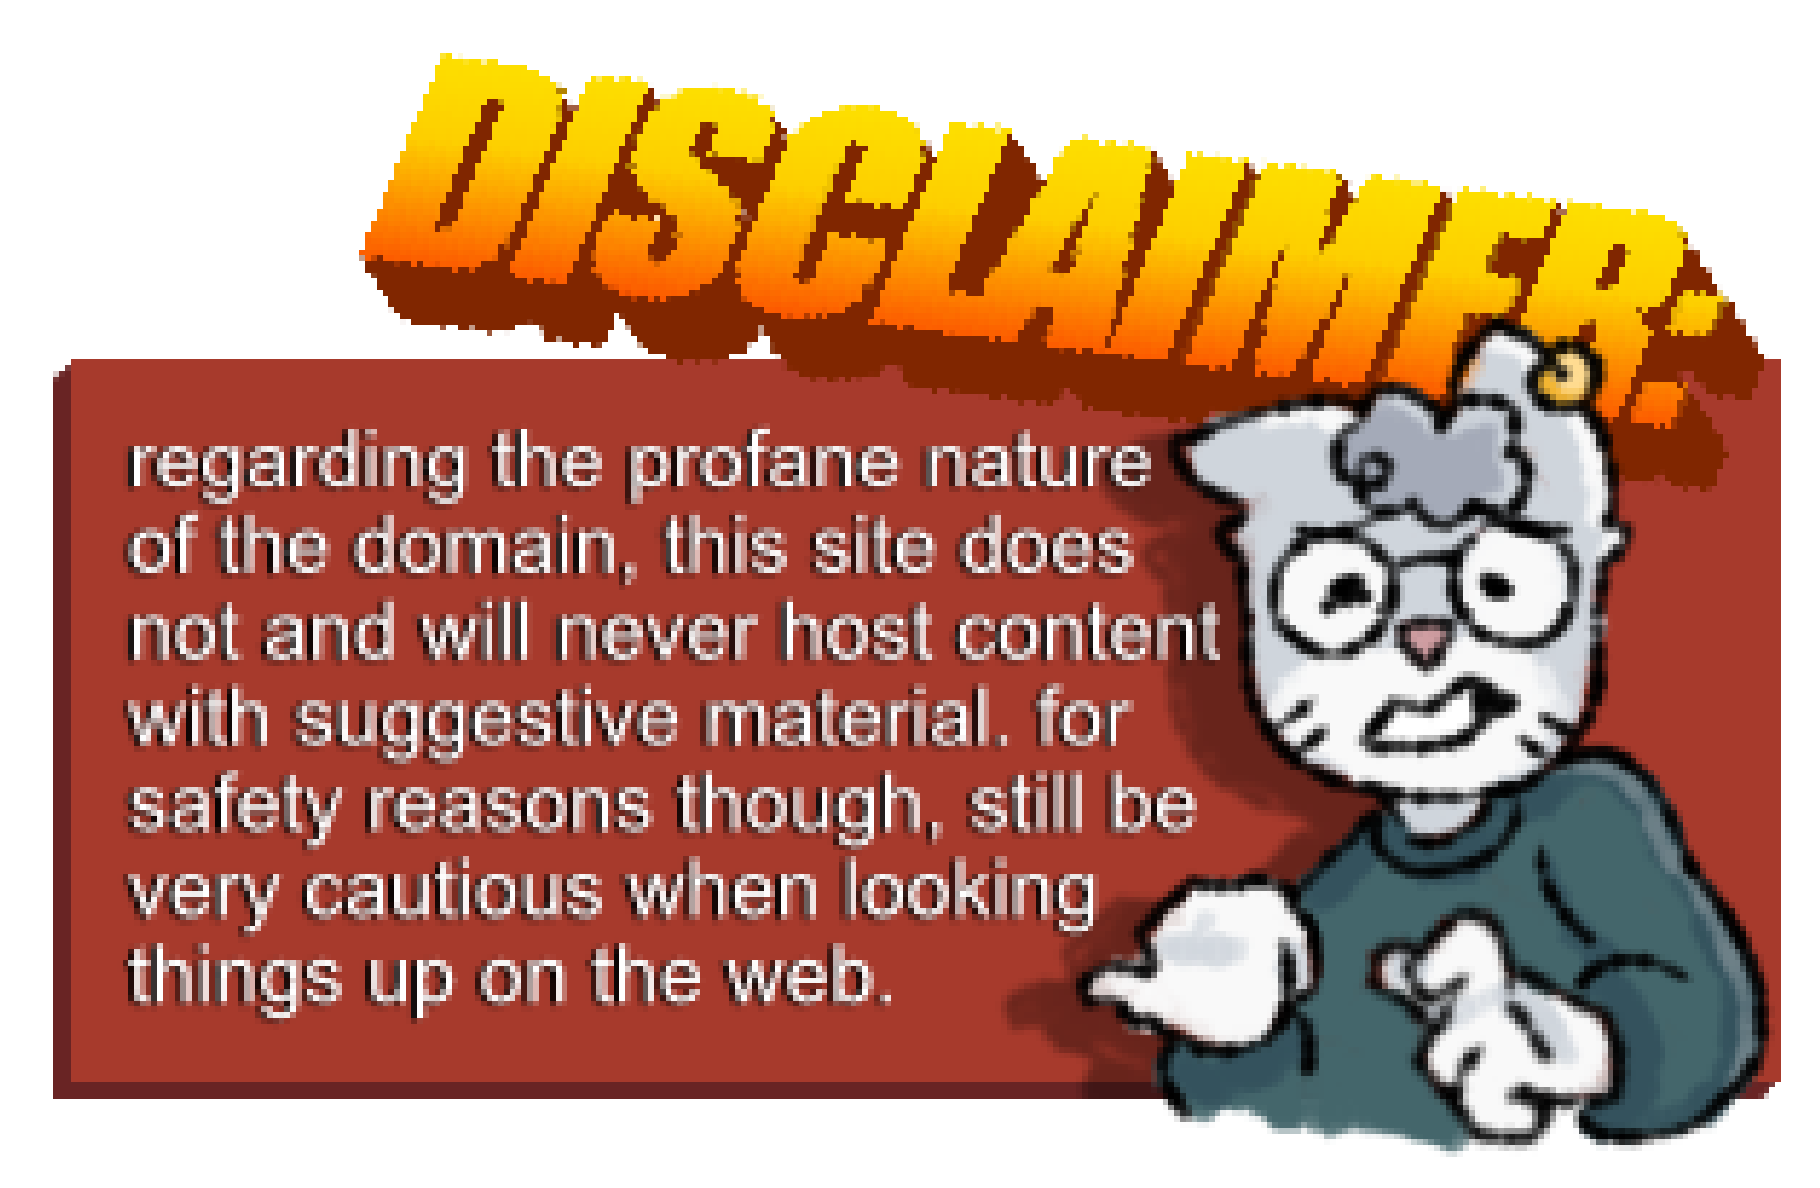 DISCLAIMER:
regarding the profane nature
of the domain, this site does
not and will never host content
with suggestive material. for
safety reasons though, still be
very cautious when looking
things up on the web.